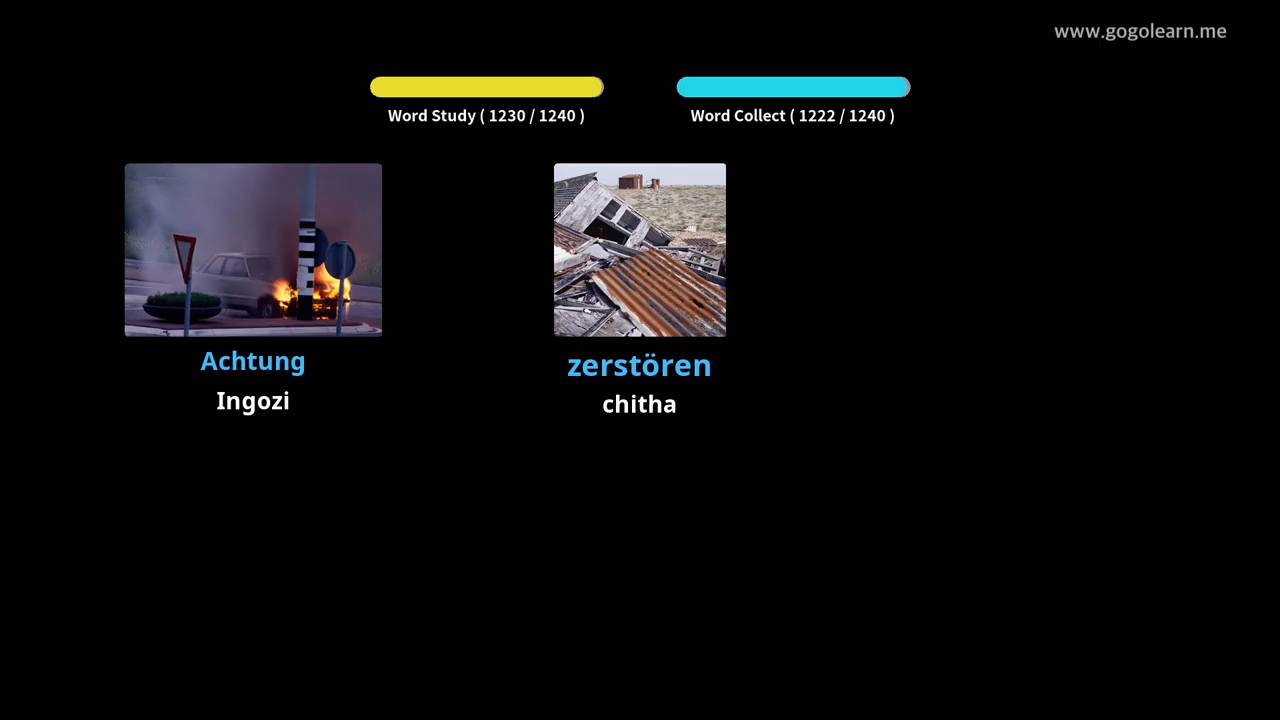 www.gogolearn.me
Word Study ( 1230 / 1240 )
Word Collect ( 1222 / 1240 )
Achtung
Ingozi
zerstören
chitha